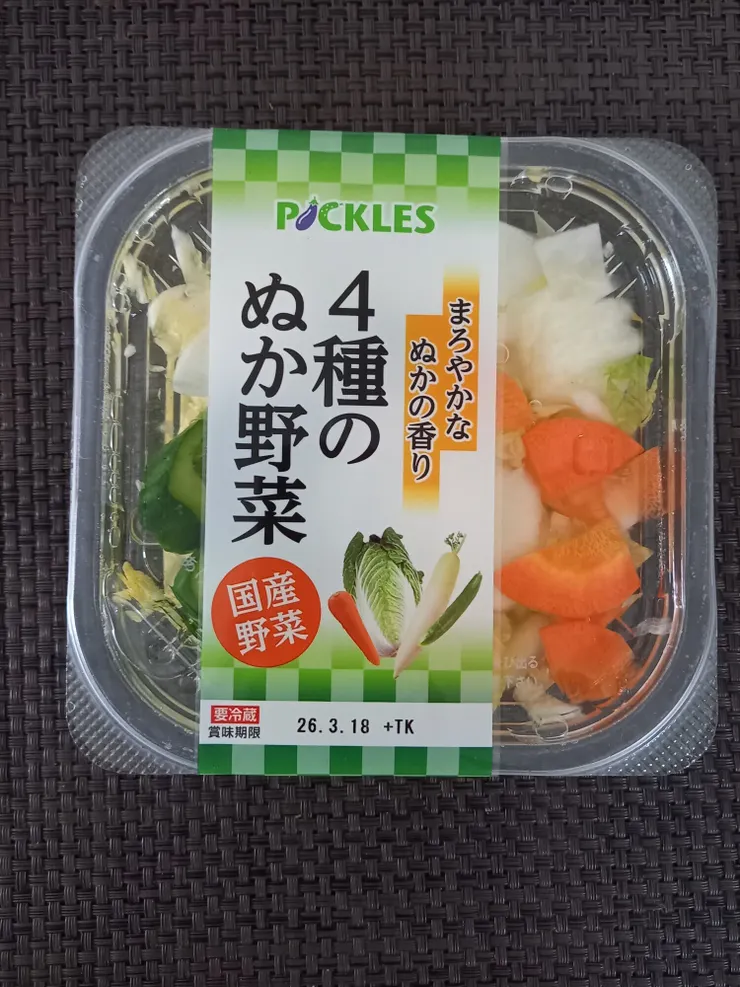 PICKLES
まろやかな
ぬかの香り
4種の
ぬか野菜
国産
野菜
要冷蔵
賞味期限
26.3.18 +TK